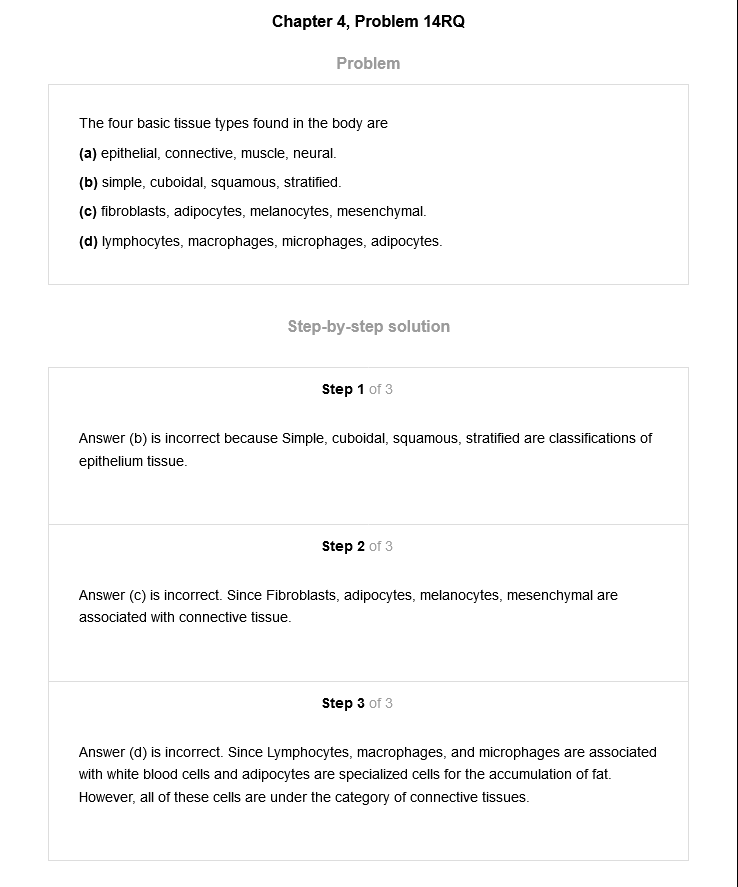 Chapter 4, Problem 14RQ
Problem
The four basic tissue types found in the body are
(a) epithelial, connective, muscle, neural.
(b) simple, cuboidal, squamous, stratified.
(c) fibroblasts, adipocytes, melanocytes, mesenchymal.
(d) lymphocytes, macrophages, microphages, adipocytes.
Step-by-step solution
Step 1 of 3
Answer (b) is incorrect because Simple, cuboidal, squamous, stratified are classifications of
epithelium tissue.
Step 2 of 3
Answer (c) is incorrect. Since Fibroblasts, adipocytes, melanocytes, mesenchymal are
associated with connective tissue.
Step 3 of 3
Answer (d) is incorrect. Since Lymphocytes, macrophages, and microphages are associated
with white blood cells and adipocytes are specialized cells for the accumulation of fat.
However, all of these cells are under the category of connective tissues.